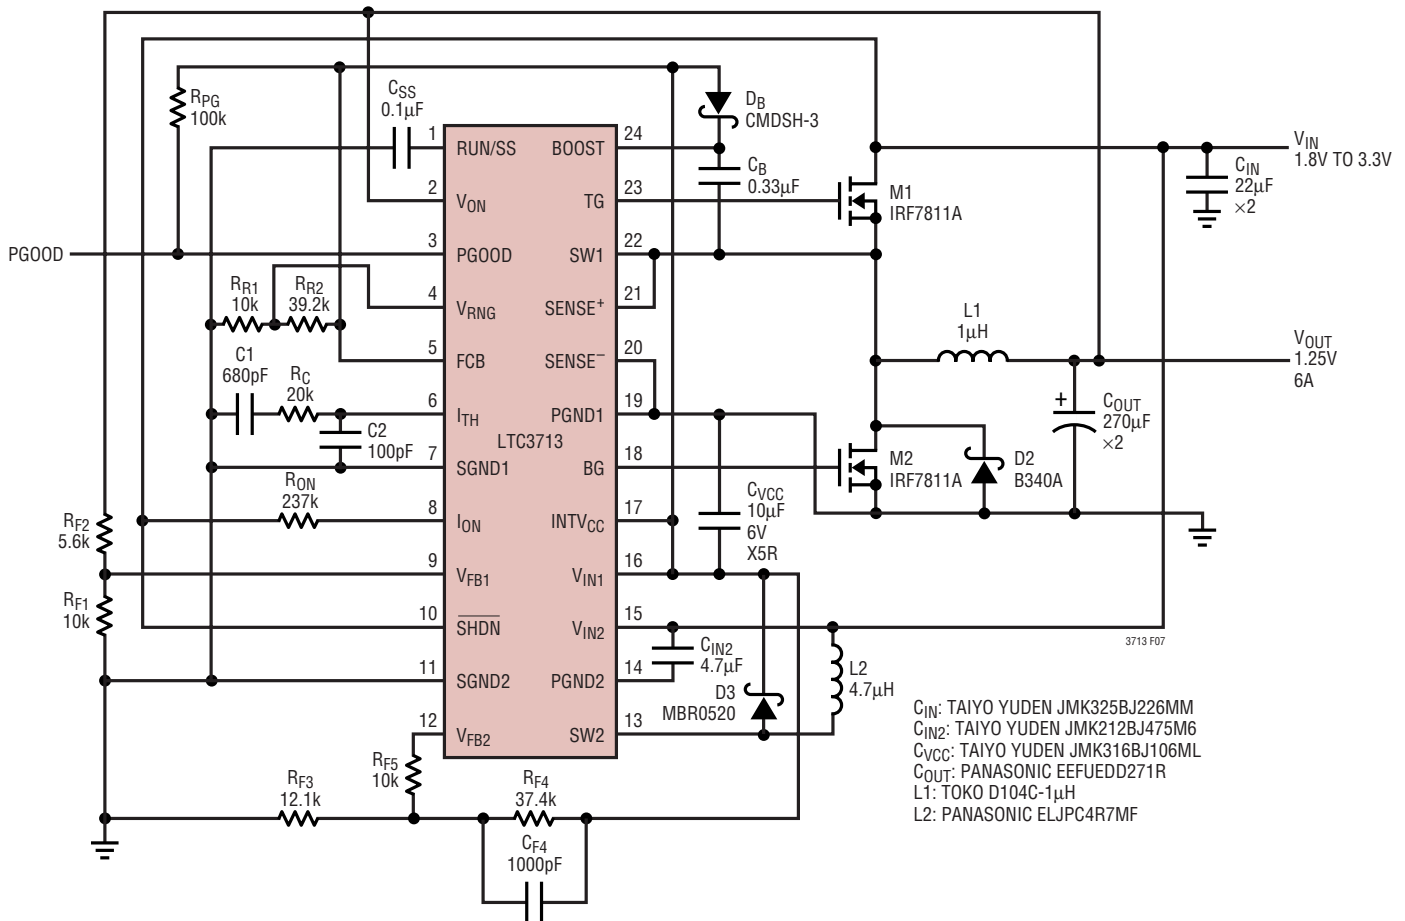 RPG
100k
CSS
0.1µF
DB
CMDSH-3
CB
0.33µF
VIN
1.8V TO 3.3V
CIN
22µF
×2
M1
IRF7811A
PGOOD
1
2
3
4
5
6
7
8
9
10
11
12
RUN/SS
VON
PGOOD
VRNG
FCB
ITH
SGND1
ION
VFB1
SHDN
SGND2
VFB2
LTC3713
BOOST
TG
SW1
SENSE+
SENSE–
PGND1
BG
INTVCC
VIN1
VIN2
PGND2
SW2
24
23
22
21
20
19
18
17
16
15
14
13
RR1
10k
RR2
39.2k
C1
680pF
RC
20k
C2
100pF
RON
237k
RF2
5.6k
RF1
10k
L1
1µH
VOUT
1.25V
6A
+
COUT
270µF
×2
M2
IRF7811A
D2
B340A
CVCC
10µF
6V
X5R
CIN2
4.7µF
D3
MBR0520
L2
4.7µH
3713 F07
RF5
10k
RF3
12.1k
RF4
37.4k
CF4
1000pF
CIN: TAIYO YUDEN JMK325BJ226MM
CIN2: TAIYO YUDEN JMK212BJ475M6
CVCC: TAIYO YUDEN JMK316BJ106ML
COUT: PANASONIC EEFUEDD271R
L1: TOKO D104C-1µH
L2: PANASONIC ELJPC4R7MF